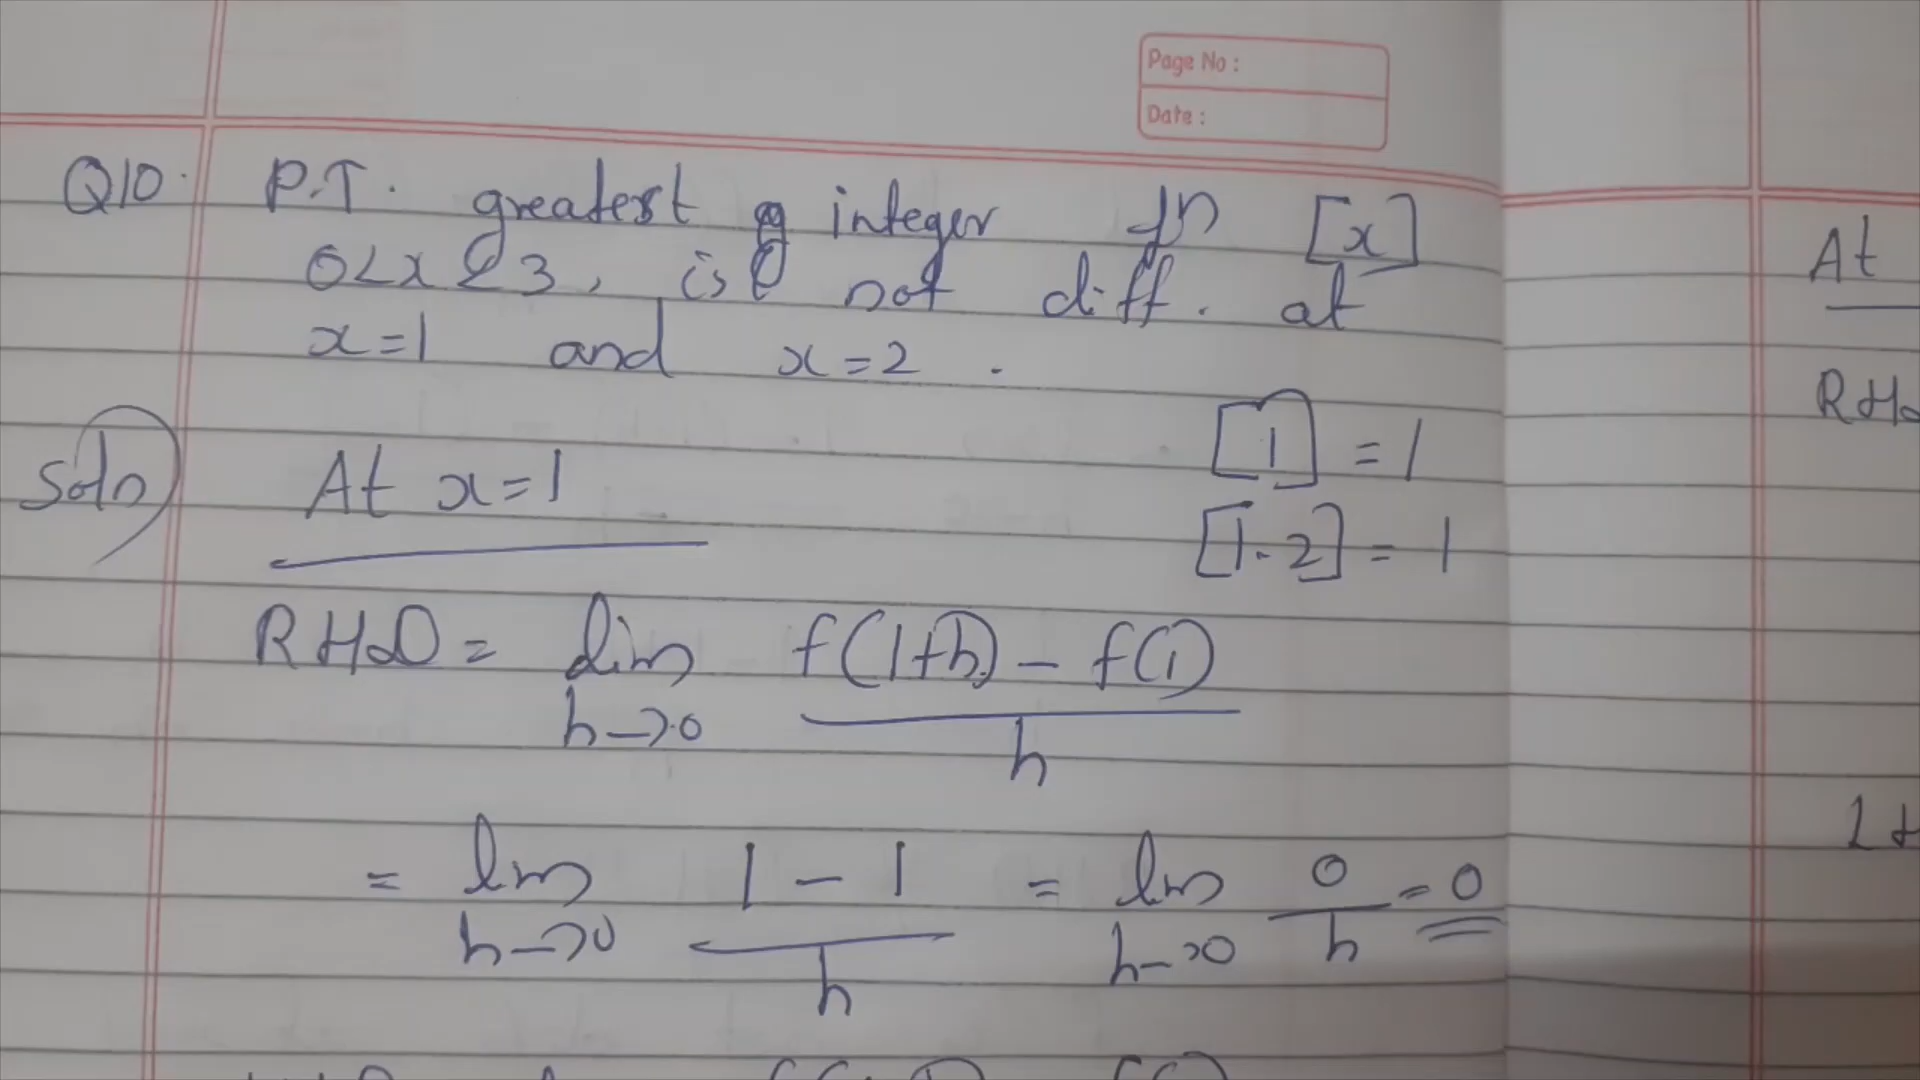 Page No :
Date :
Q10. P.T. greatest integer fn [x]
0<x<3, is not diff. at
x=1 and x=2 .
Soln) At x=1
[1] = 1
[1.2] = 1
RHD = lim f(1+h) - f(1)
h→0 h
= lim 1 - 1 = lim 0 = 0
h→0 h h→0 h
At
RH
LH